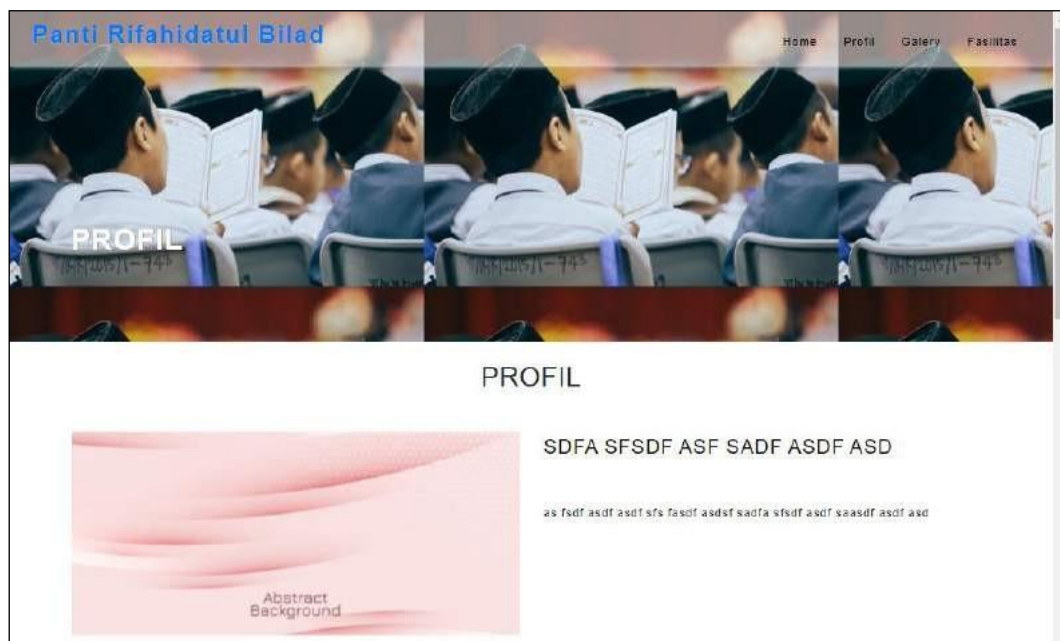 Panti Rifahidatul Bilad
Home Profil Galery Fasilitas
PROFIL
PROFIL
SDFA SFSDF ASF SADF ASDF ASD
as fsdf asdf asdf sfs fasdf asdsf sadfa sfsdf asdf saasdf asdf asd
Abstract
Background